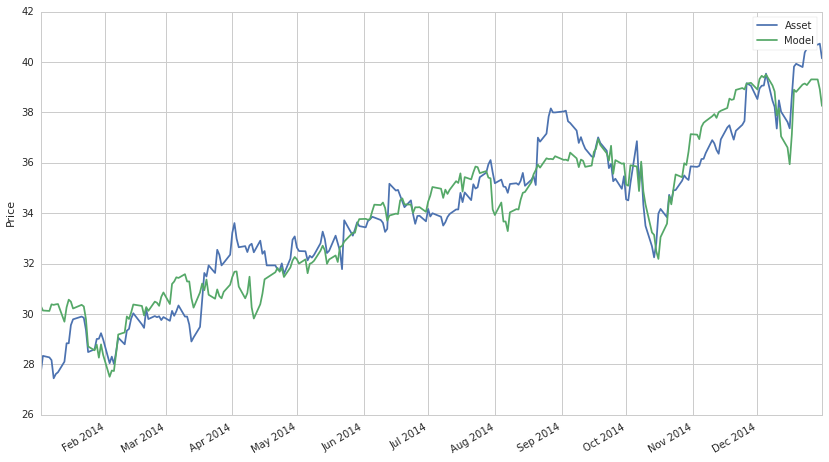 42
40
38
36
34
32
30
28
26
Price
Asset
Model
Feb 2014
Mar 2014
Apr 2014
May 2014
Jun 2014
Jul 2014
Aug 2014
Sep 2014
Oct 2014
Nov 2014
Dec 2014